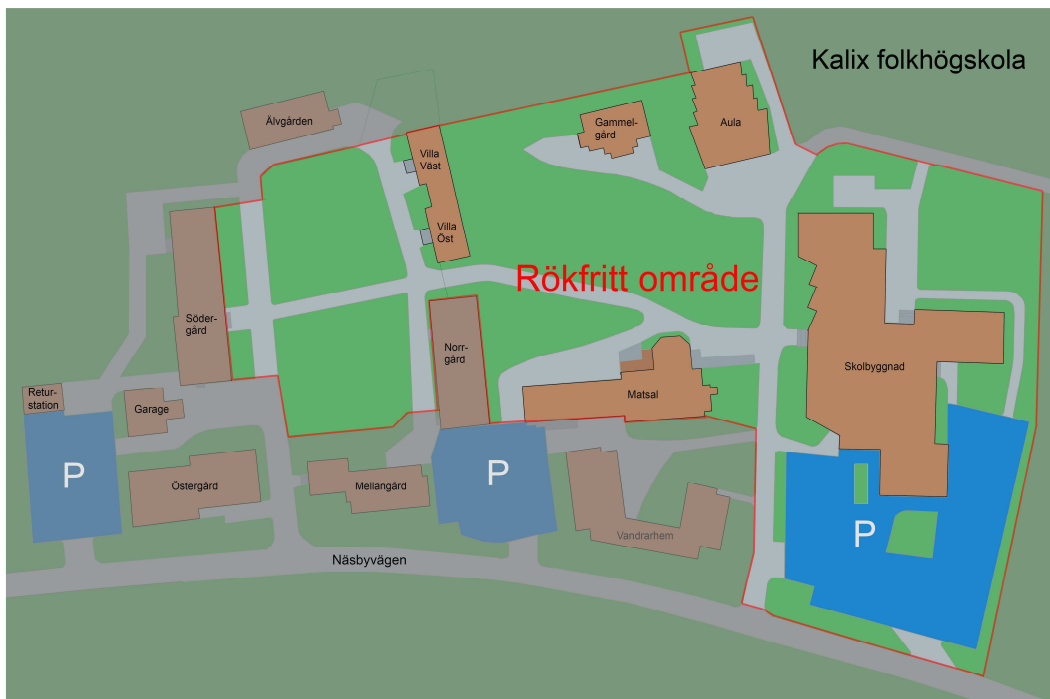 Kalix folkhögskola
Älvgården
Gammel-
gård
Aula
Villa
Väst
Villa
Öst
Rökfritt område
Söder-
gård
Norr-
gård
Skolbyggnad
Retur-
station
Garage
Matsal
P
Östergård
Mellangård
P
Vandrarhem
P
Näsbyvägen